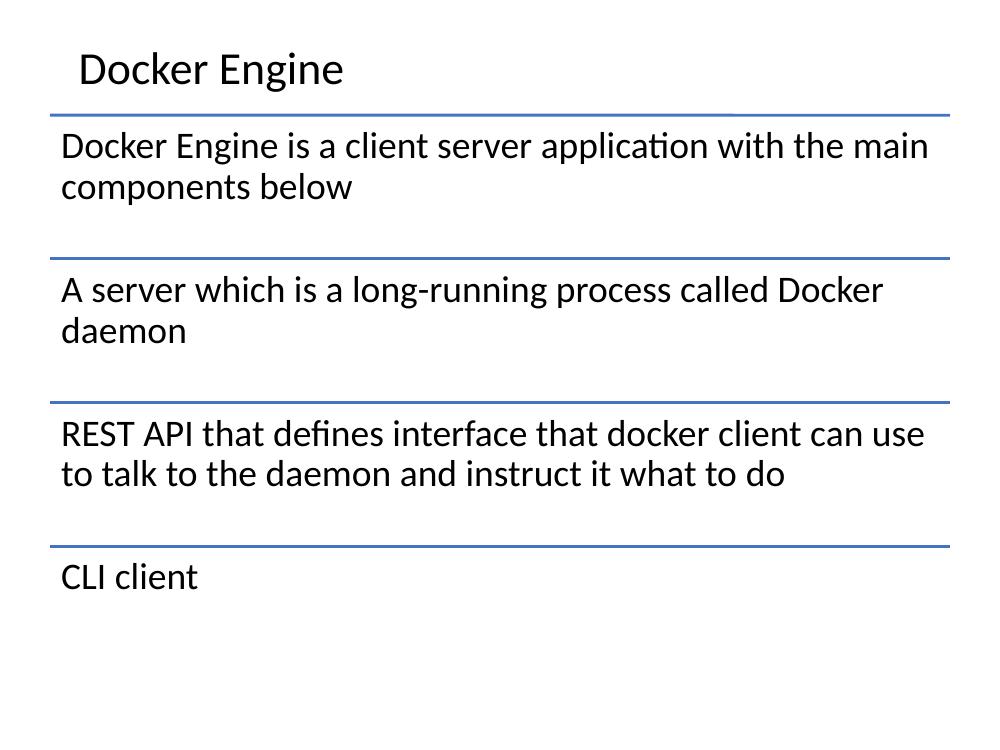 Docker Engine
Docker Engine is a client server application with the main
components below
A server which is a long-running process called Docker
daemon
REST API that defines interface that docker client can use
to talk to the daemon and instruct it what to do
CLI client